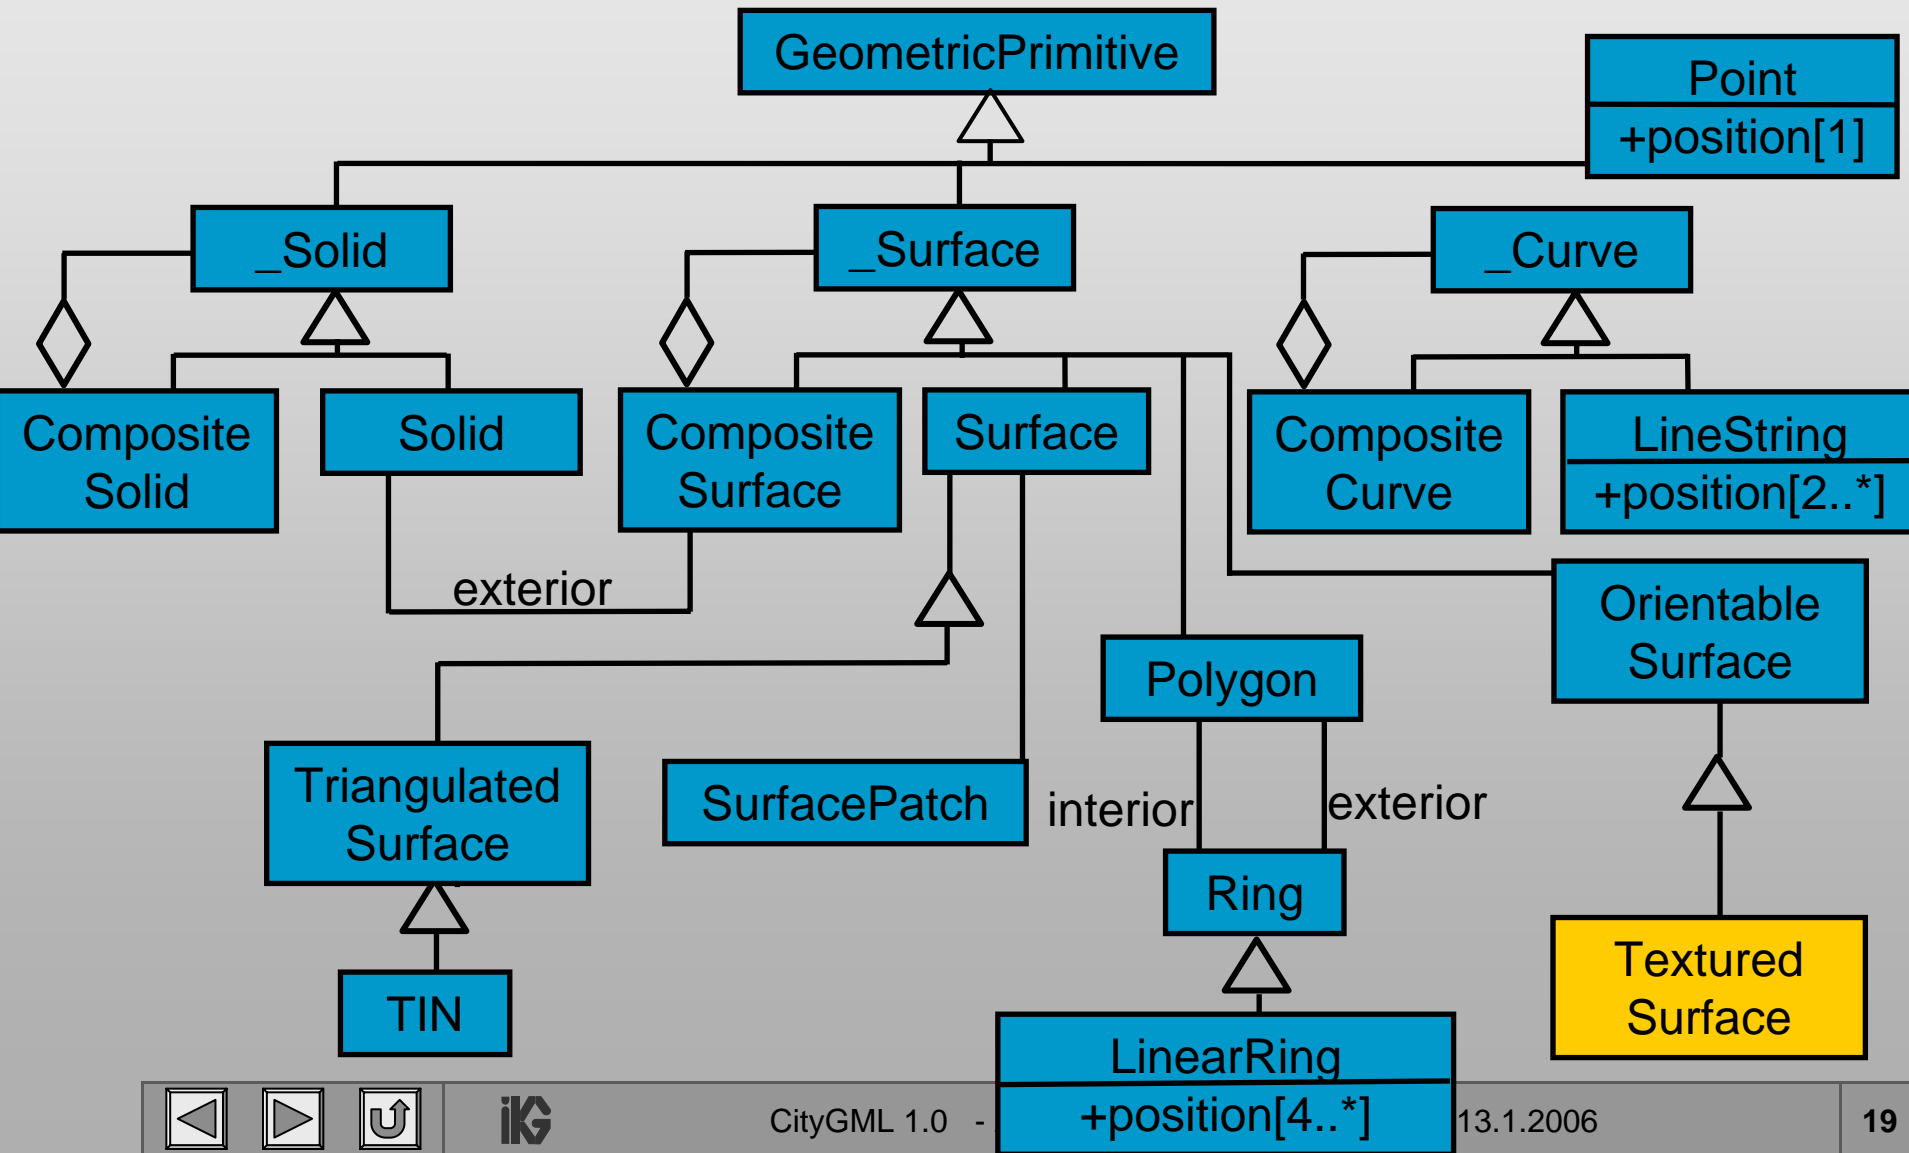 GeometricPrimitive
Point
+position[1]
_Solid
_Surface
_Curve
Composite
Solid
Solid
Composite
Surface
Surface
Composite
Curve
LineString
+position[2..*]
exterior
Orientable
Surface
Polygon
Triangulated
Surface
SurfacePatch
interior
exterior
Ring
Textured
Surface
TIN
LinearRing
+position[4..*]
iKG
CityGML 1.0 -
13.1.2006
19